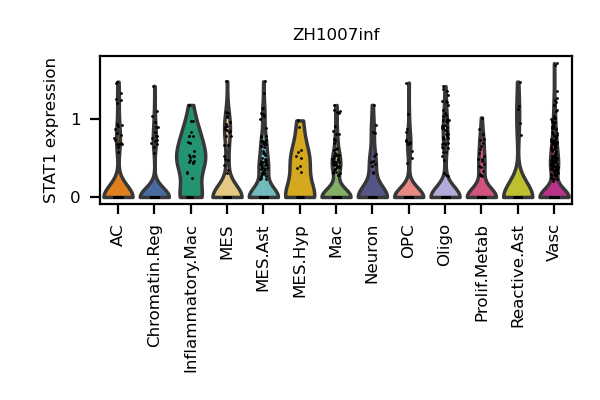 ZH1007inf
STAT1 expression
1
0
AC
Chromatin.Reg
Inflammatory.Mac
MES
MES.Ast
MES.Hyp
Mac
Neuron
OPC
Oligo
Prolif.Metab
Reactive.Ast
Vasc